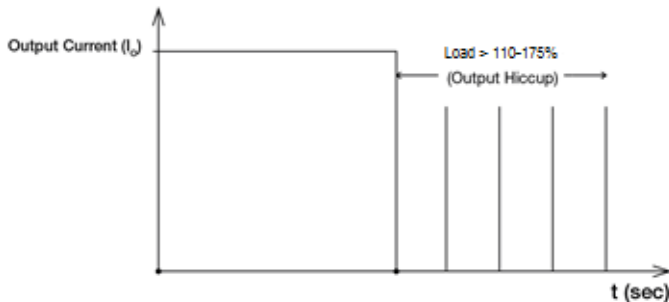 Output Current (Iₒ)
Load > 110-175%
(Output Hiccup)
t (sec)